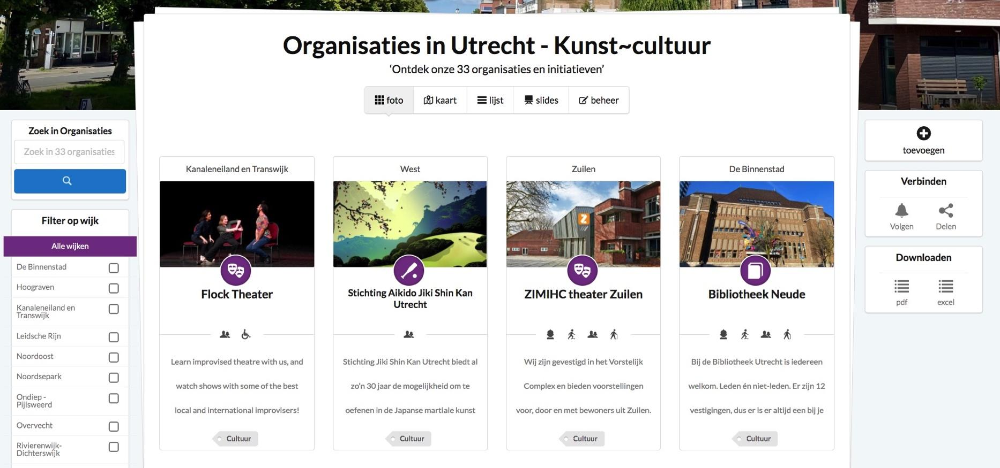 Organisaties in Utrecht - Kunst~cultuur
‘Ontdek onze 33 organisaties en initiatieven’
foto
kaart
lijst
slides
beheer
Zoek in Organisaties
Zoek in 33 organisaties
Filter op wijk
Alle wijken
De Binnenstad
Hoograven
Kanaleneiland en
Transwijk
Leidsche Rijn
Noordoost
Noordsepark
Ondiep -
Pijlsweerd
Overvecht
Rivierenwijk-
Dichterswijk
Kanaleneiland en Transwijk
Flock Theater
Learn improvised theatre with us, and
watch shows with some of the best
local and international improvisers!
Cultuur
West
Stichting Aikido Jiki Shin Kan
Utrecht
Stichting Jiki Shin Kan Utrecht biedt al
zo'n 30 jaar de mogelijkheid om te
oefenen in de Japanse martiale kunst
Cultuur
Zuilen
Z
ZIMIHC theater Zuilen
Wij zijn gevestigd in het Vorstelijk
Complex en bieden voorstellingen
voor, door en met bewoners uit Zuilen.
Cultuur
De Binnenstad
Bibliotheek Neude
Bij de Bibliotheek Utrecht is iedereen
welkom. Leden én niet-leden. Er zijn 12
vestigingen, dus er is er altijd een bij je
Cultuur
toevoegen
Verbinden
Volgen
Delen
Downloaden
pdf
excel